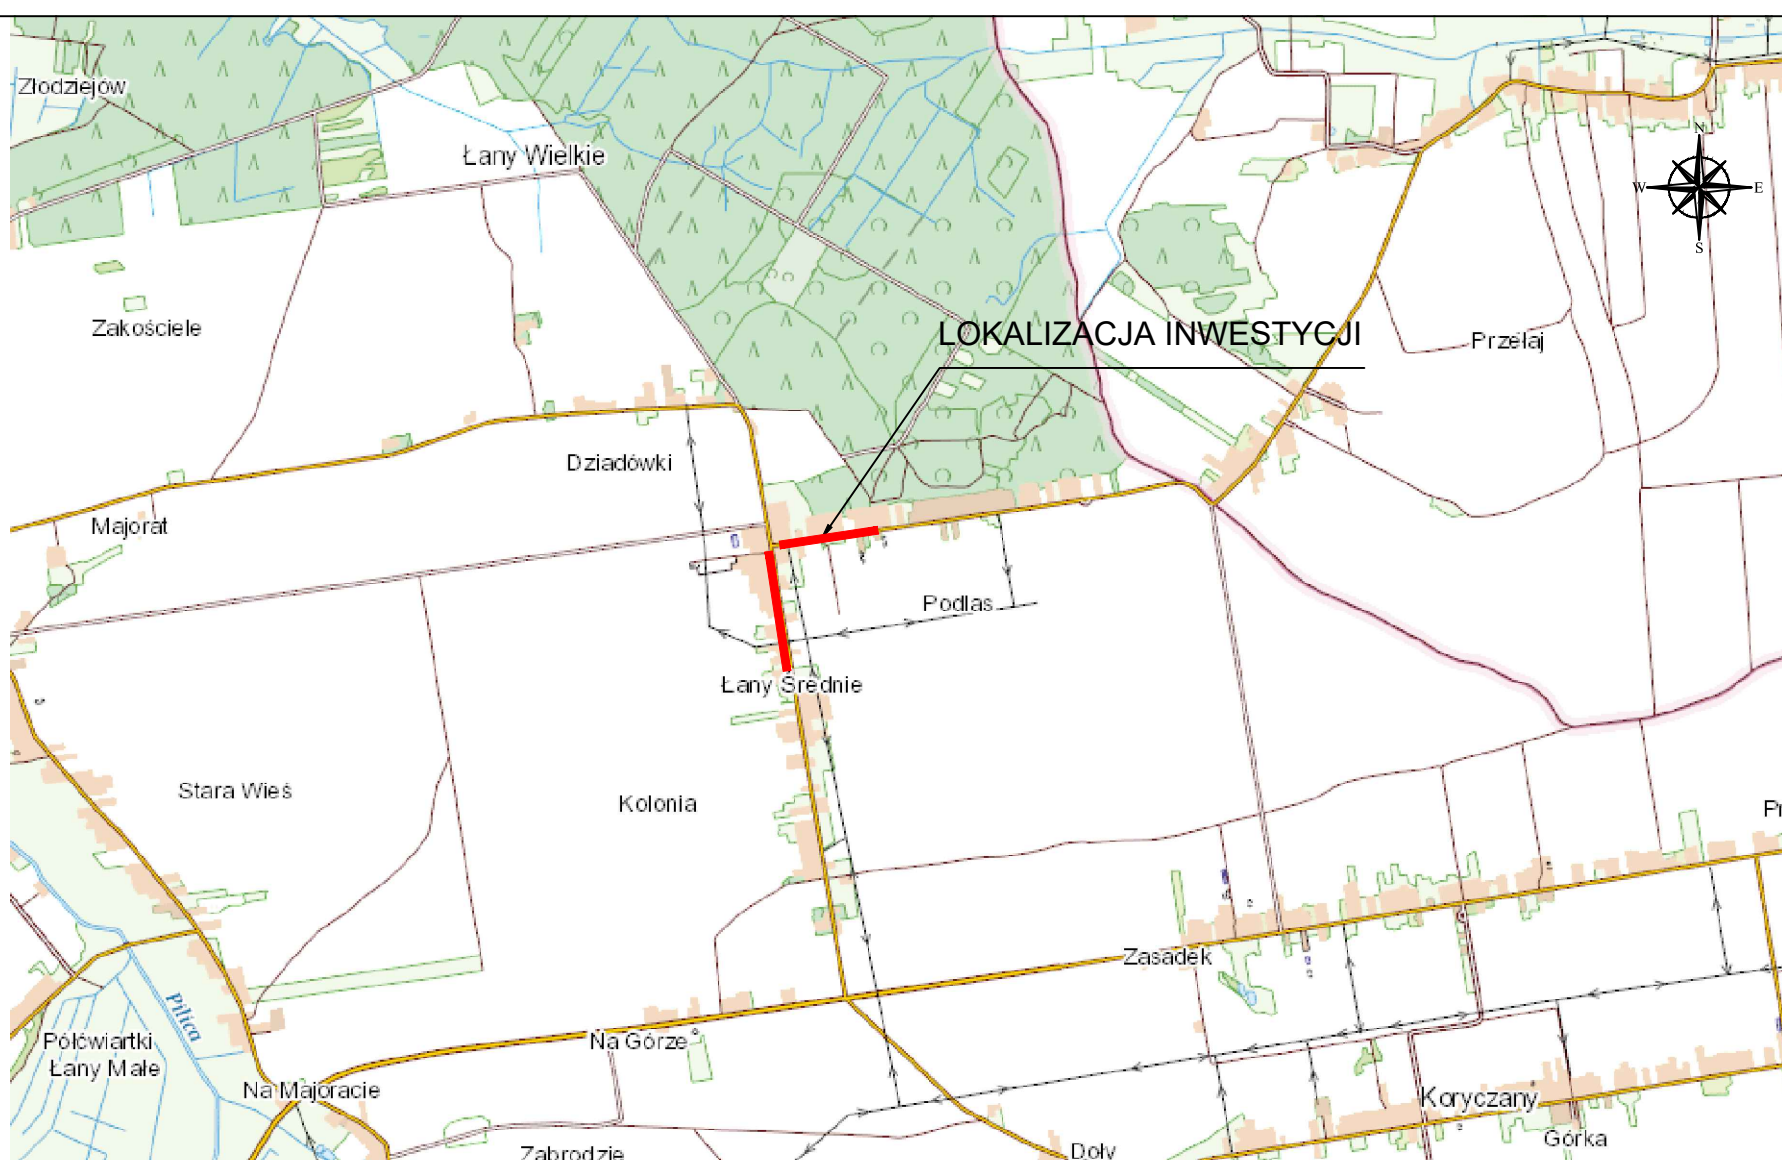 Złodziejów
Łany Wielkie
N
W
E
S
Zakościele
LOKALIZACJA INWESTYCJI
Przełaj
Dziadówki
Majorat
Podlas
Łany Średnie
Stara Wieś
Kolonia
Pr
Zasadek
Pilica
Półćwiartki
Łany Małe
Na Górze
Na Majoracie
Koryczany
Górka
Zabrodzie
Doły